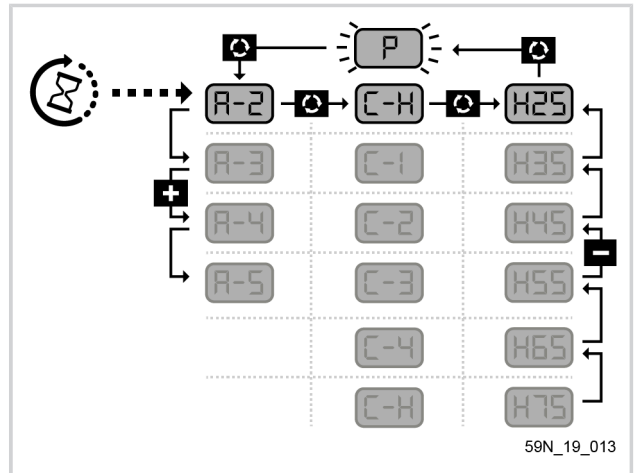 P
A-2 C-H H25
A-3 C-1 H35
+
A-4 C-2 H45
-
A-5 C-3 H55
C-4 H65
C-H H75
59N_19_013